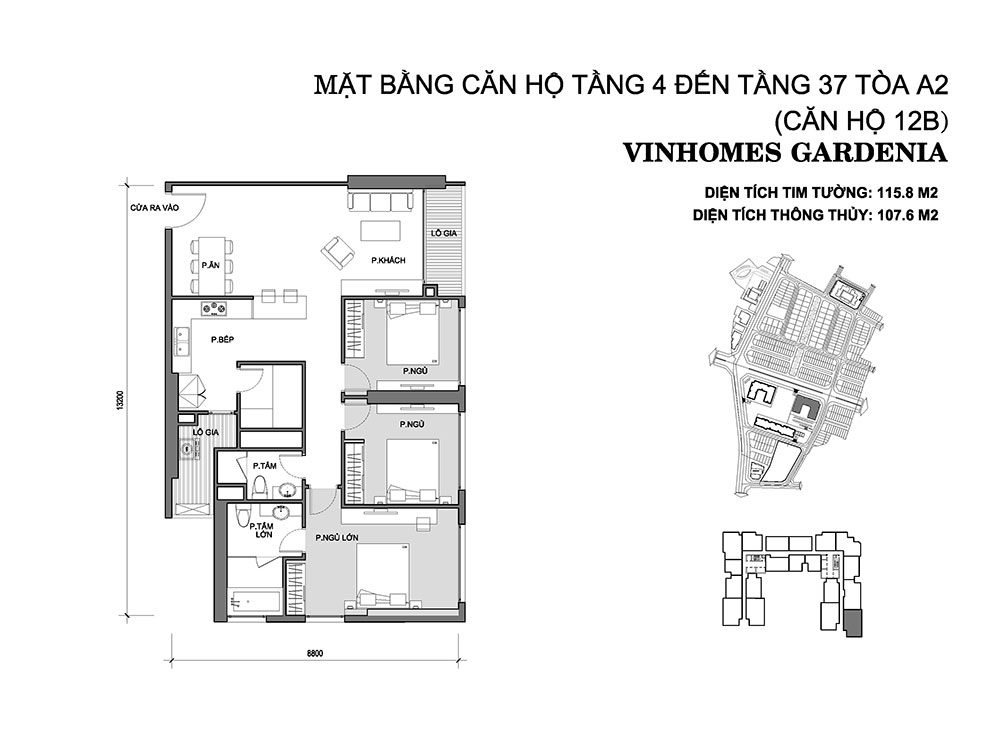 MẶT BẰNG CĂN HỘ TẦNG 4 ĐẾN TẦNG 37 TÒA A2
(CĂN HỘ 12B)
VINHOMES GARDENIA
DIỆN TÍCH TIM TƯỜNG: 115.8 M2
DIỆN TÍCH THÔNG THỦY: 107.6 M2
CỬA RA VÀO
LÔ GIA
P.ĂN
P.KHÁCH
P.BẾP
P.NGỦ
13200
P.NGỦ
LÔ GIA
P.TẮM
P.TẮM
LỚN
P.NGỦ LỚN
8800